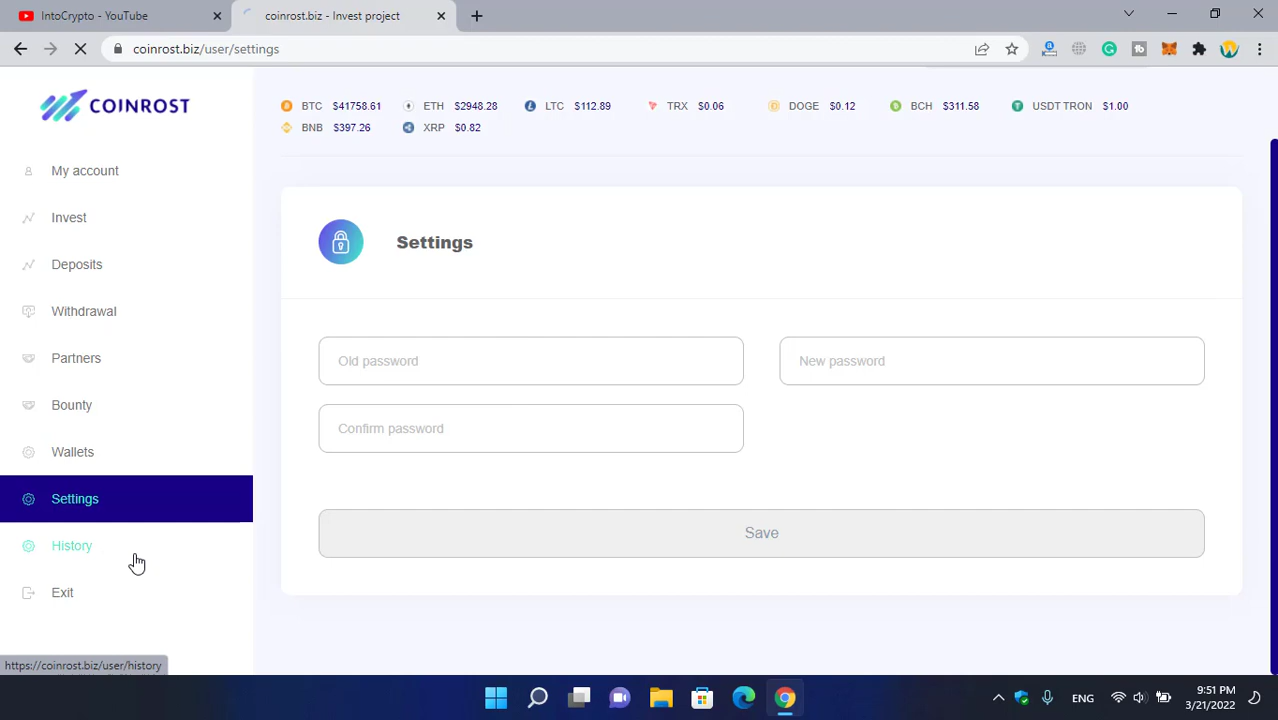 IntoCrypto - YouTube
coinrost.biz - Invest project
coinrost.biz/user/settings
COINROST
BTC $41758.61 ETH $2948.28 LTC $112.89 TRX $0.06 DOGE $0.12 BCH $311.58 USDT TRON $1.00
BNB $397.26 XRP $0.82
My account
Invest
Deposits
Withdrawal
Partners
Bounty
Wallets
Settings
History
Exit
Settings
Old password
New password
Confirm password
Save
https://coinrost.biz/user/history
ENG
9:51 PM
3/21/2022